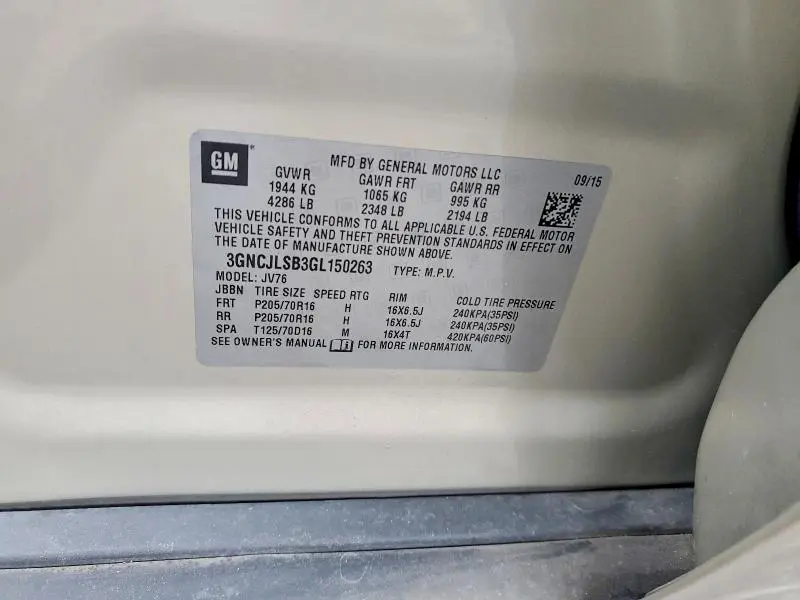 GM
MFD BY GENERAL MOTORS LLC 09/15
GVWR GAWR FRT GAWR RR
1944 KG 1065 KG 995 KG
4286 LB 2348 LB 2194 LB
THIS VEHICLE CONFORMS TO ALL APPLICABLE U.S. FEDERAL MOTOR
VEHICLE SAFETY AND THEFT PREVENTION STANDARDS IN EFFECT ON
THE DATE OF MANUFACTURE SHOWN ABOVE.
3GNCJLSB3GL150263 TYPE: M.P.V.
MODEL: JV76
JBBN TIRE SIZE SPEED RTG RIM COLD TIRE PRESSURE
FRT P205/70R16 H 16X6.5J 240KPA(35PSI)
RR P205/70R16 H 16X6.5J 240KPA(35PSI)
SPA T125/70D16 M 16X4T 420KPA(60PSI)
SEE OWNER'S MANUAL FOR MORE INFORMATION.